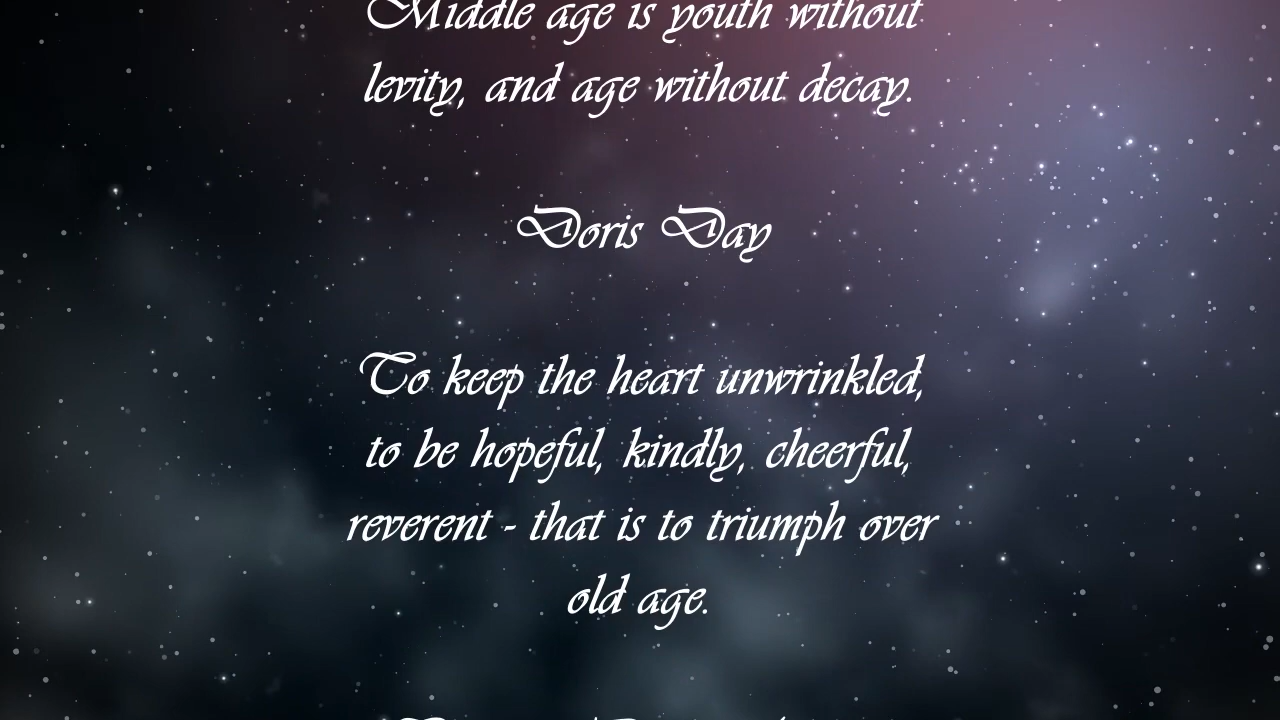 Middle age is youth without
levity, and age without decay.
Doris Day
To keep the heart unwrinkled,
to be hopeful, kindly, cheerful,
reverent - that is to triumph over
old age.